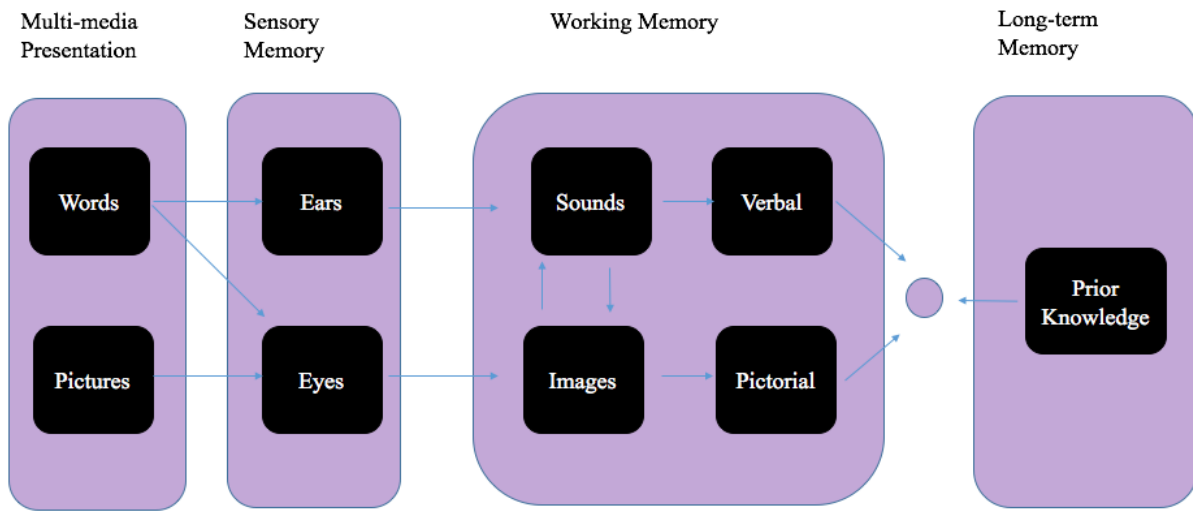 Multi-media
Presentation
Sensory
Memory
Working Memory
Long-term
Memory
Words
Ears
Sounds
Verbal
Prior
Knowledge
Pictures
Eyes
Images
Pictorial